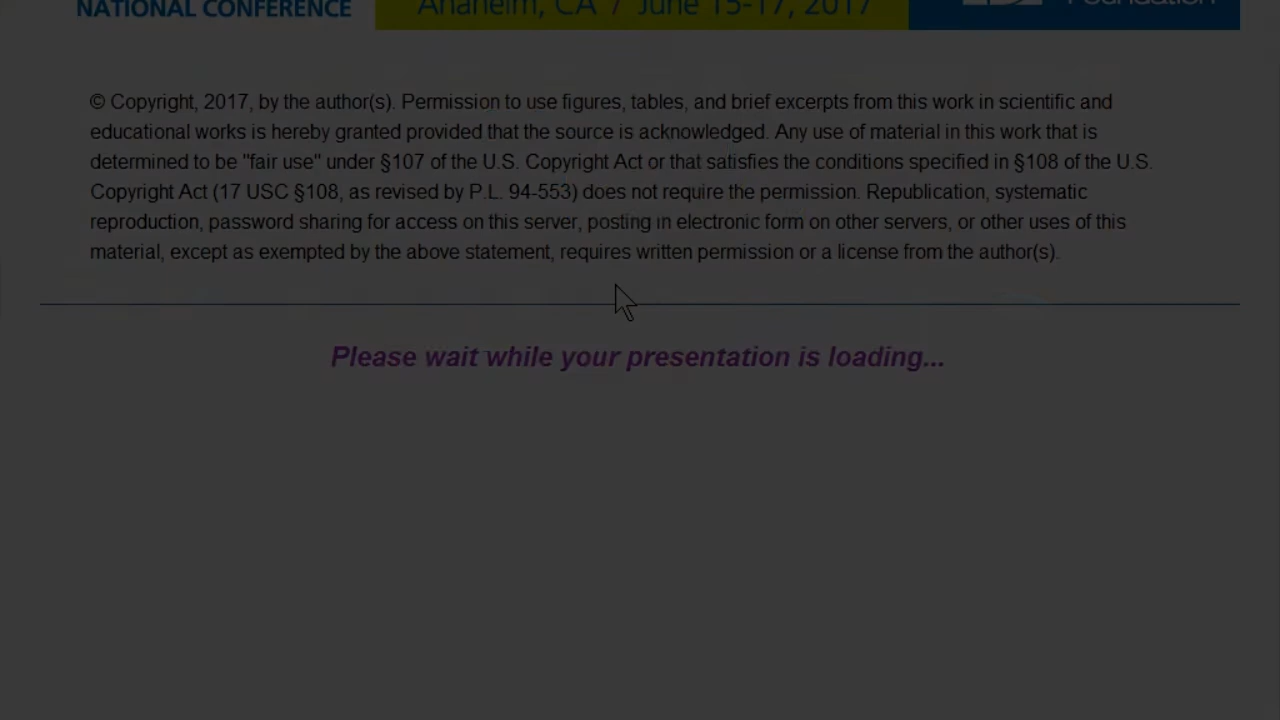 NATIONAL CONFERENCE
Anaheim, CA / June 15-17, 2017
Foundation
© Copyright, 2017, by the author(s). Permission to use figures, tables, and brief excerpts from this work in scientific and
educational works is hereby granted provided that the source is acknowledged. Any use of material in this work that is
determined to be "fair use" under §107 of the U.S. Copyright Act or that satisfies the conditions specified in §108 of the U.S.
Copyright Act (17 USC §108, as revised by P.L. 94-553) does not require the permission. Republication, systematic
reproduction, password sharing for access on this server, posting in electronic form on other servers, or other uses of this
material, except as exempted by the above statement, requires written permission or a license from the author(s).
Please wait while your presentation is loading...